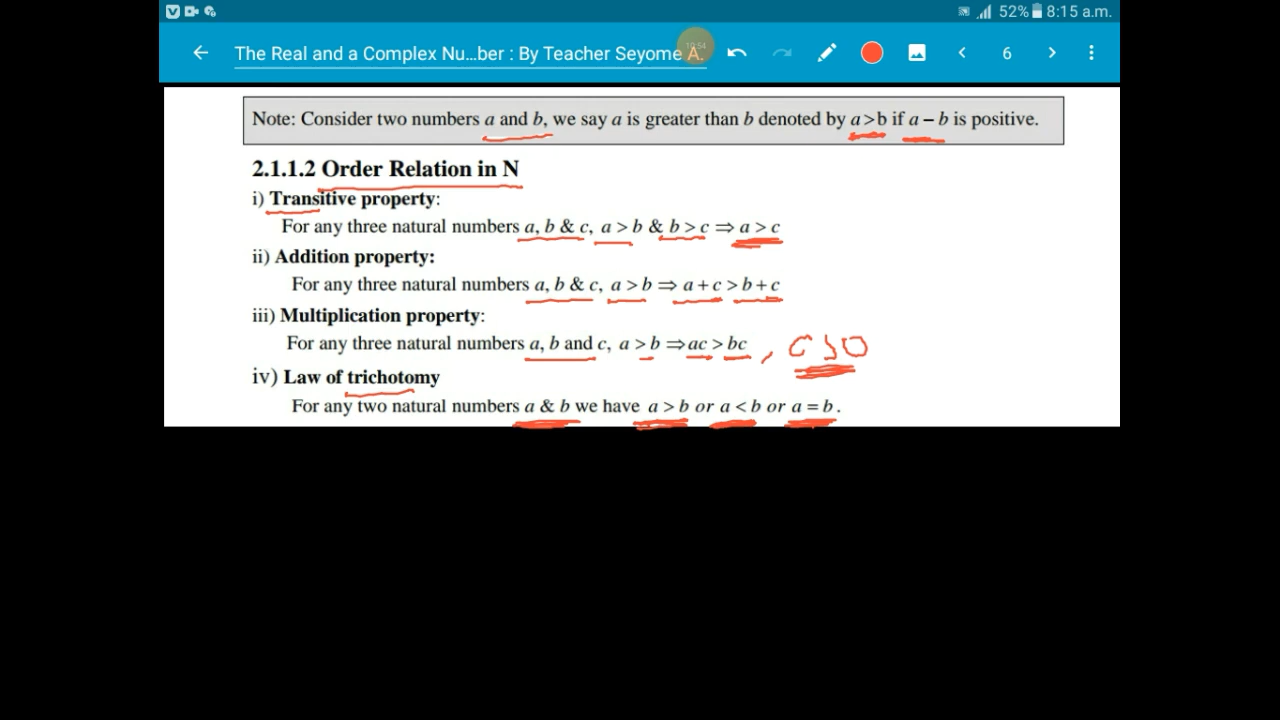 52% 8:15 a.m.
The Real and a Complex Nu...ber : By Teacher Seyome A.
10:54
6
Note: Consider two numbers a and b, we say a is greater than b denoted by a>b if a – b is positive.
2.1.1.2 Order Relation in N
i) Transitive property:
For any three natural numbers a, b & c, a > b & b > c ⇒ a > c
ii) Addition property:
For any three natural numbers a, b & c, a > b ⇒ a + c > b + c
iii) Multiplication property:
For any three natural numbers a, b and c, a > b ⇒ ac > bc , c > 0
iv) Law of trichotomy
For any two natural numbers a & b we have a > b or a < b or a = b .